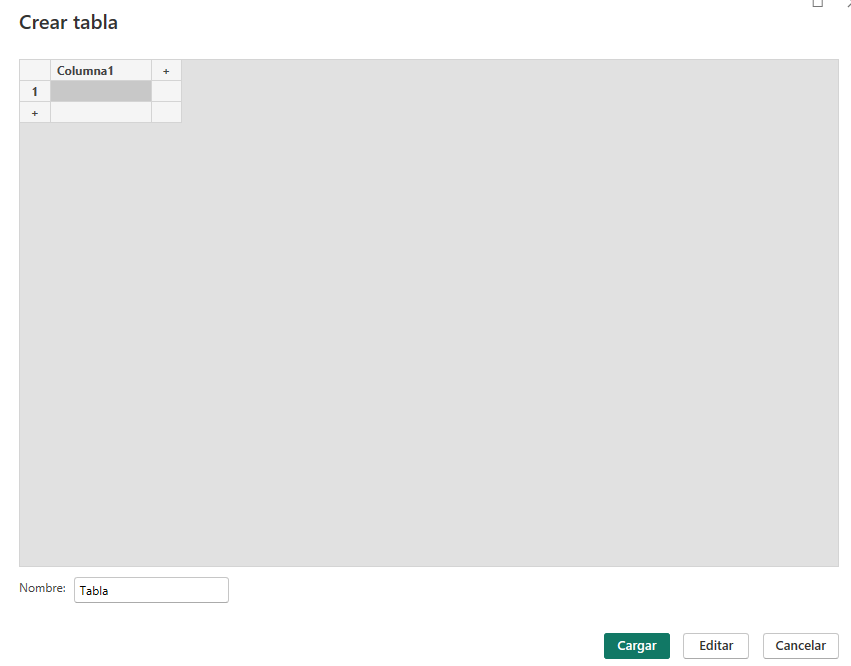 Crear tabla
Columna1 +
1
+
Nombre: Tabla
Cargar Editar Cancelar